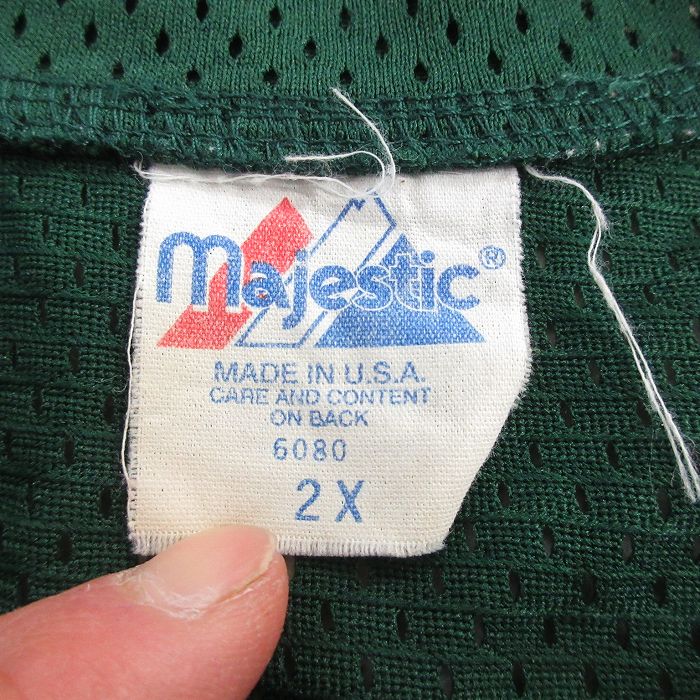 majestic®
MADE IN U.S.A.
CARE AND CONTENT
ON BACK
6080
2X